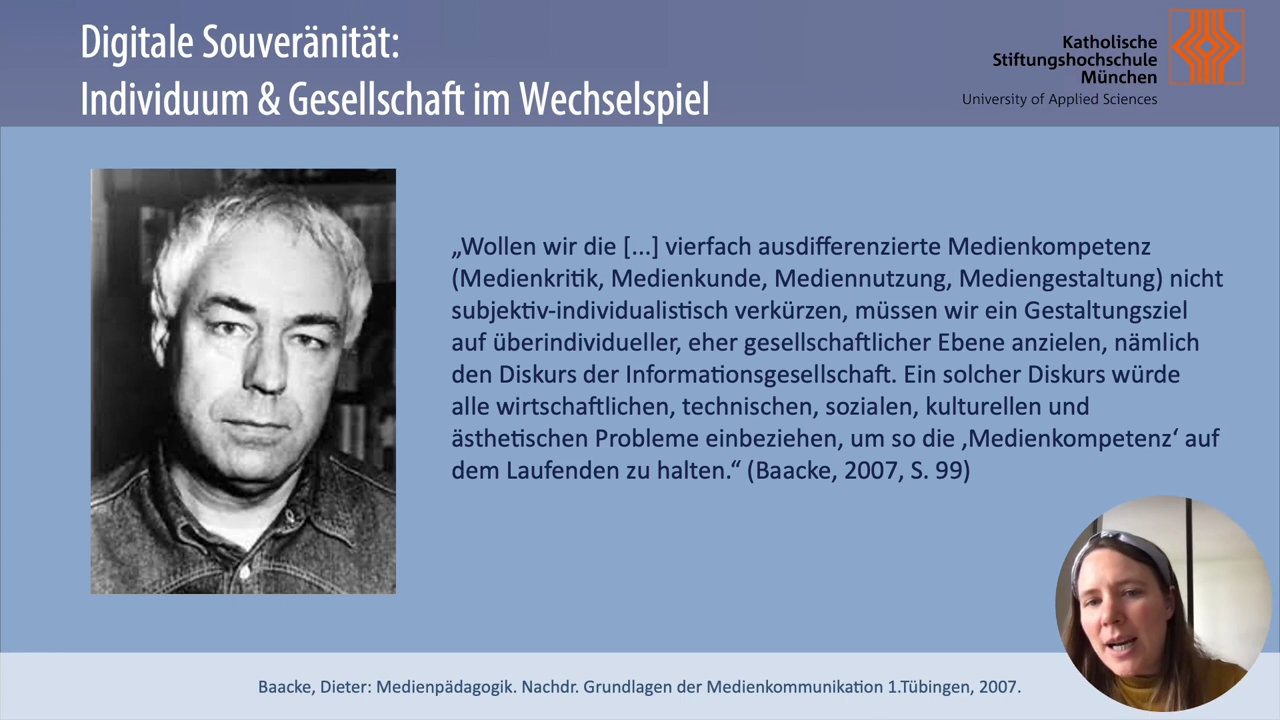 Digitale Souveränität:
Individuum & Gesellschaft im Wechselspiel
Katholische
Stiftungshochschule
München
University of Applied Sciences
„Wollen wir die [...] vierfach ausdifferenzierte Medienkompetenz
(Medienkritik, Medienkunde, Mediennutzung, Mediengestaltung) nicht
subjektiv-individualistisch verkürzen, müssen wir ein Gestaltungsziel
auf überindividueller, eher gesellschaftlicher Ebene anzielen, nämlich
den Diskurs der Informationsgesellschaft. Ein solcher Diskurs würde
alle wirtschaftlichen, technischen, sozialen, kulturellen und
ästhetischen Probleme einbeziehen, um so die ‚Medienkompetenz‘ auf
dem Laufenden zu halten.“ (Baacke, 2007, S. 99)
Baacke, Dieter: Medienpädagogik. Nachdr. Grundlagen der Medienkommunikation 1.Tübingen, 2007.